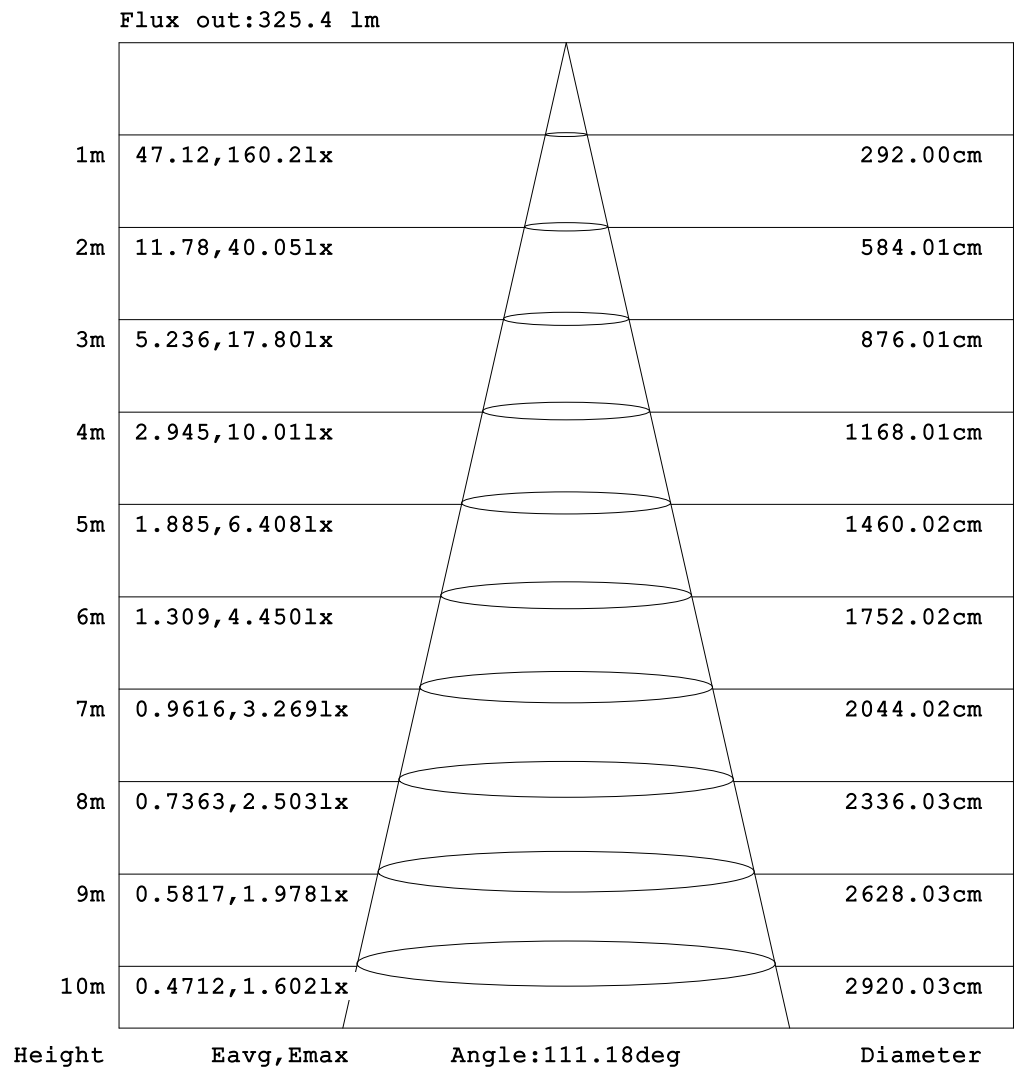 Flux out:325.4 lm
1m 47.12,160.2lx 292.00cm
2m 11.78,40.05lx 584.01cm
3m 5.236,17.80lx 876.01cm
4m 2.945,10.01lx 1168.01cm
5m 1.885,6.408lx 1460.02cm
6m 1.309,4.450lx 1752.02cm
7m 0.9616,3.269lx 2044.02cm
8m 0.7363,2.503lx 2336.03cm
9m 0.5817,1.978lx 2628.03cm
10m 0.4712,1.602lx 2920.03cm
Height Eavg,Emax Angle:111.18deg Diameter